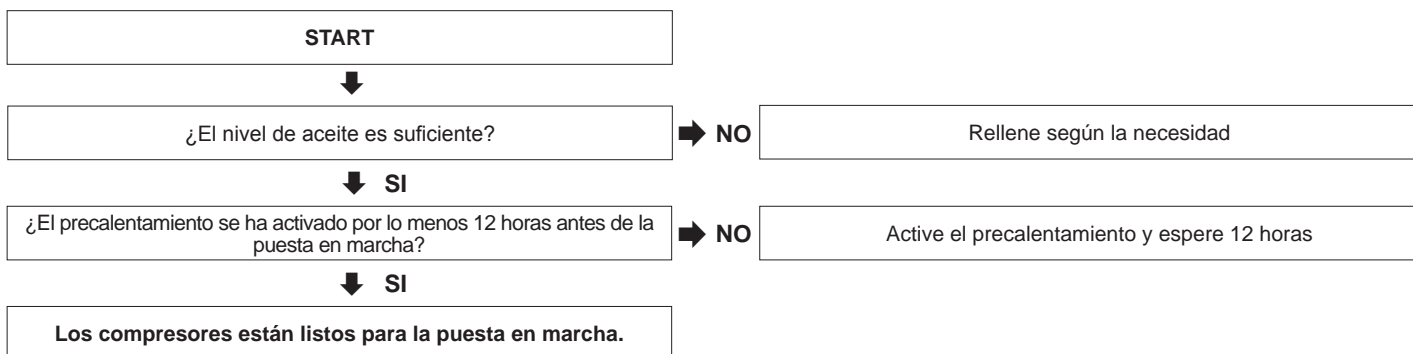 START
¿El nivel de aceite es suficiente?
NO
Rellene según la necesidad
SI
¿El precalentamiento se ha activado por lo menos 12 horas antes de la
puesta en marcha?
NO
Active el precalentamiento y espere 12 horas
SI
Los compresores están listos para la puesta en marcha.